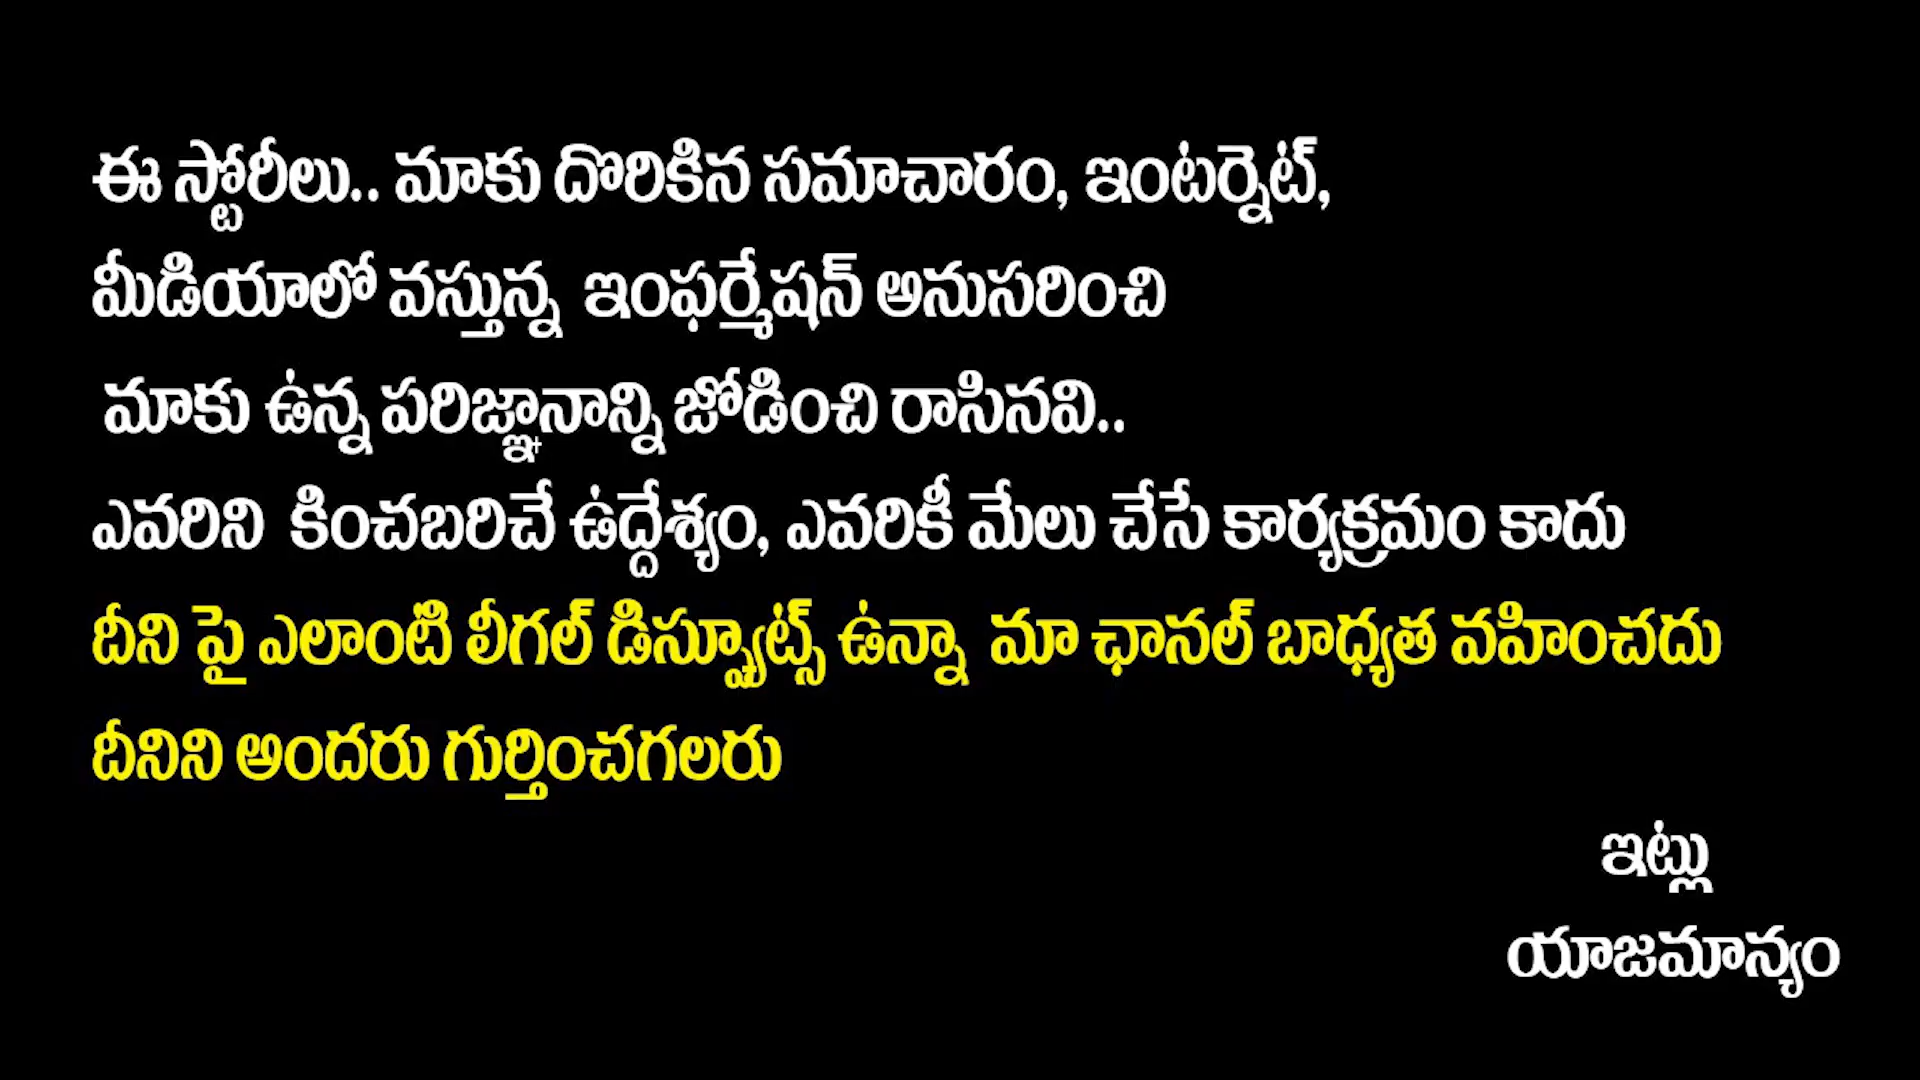 ఈ స్టోరీలు.. మాకు దొరికిన సమాచారం, ఇంటర్నెట్,
మీడియాలో వస్తున్న ఇంఫర్మేషన్ అనుసరించి
మాకు ఉన్న పరిజ్ఞానాన్ని జోడించి రాసినవి..
ఎవరిని కించబరిచే ఉద్దేశ్యం, ఎవరికీ మేలు చేసే కార్యక్రమం కాదు
దీని పై ఎలాంటి లీగల్ డిస్ప్యూట్స్ ఉన్నా మా ఛానల్ బాధ్యత వహించదు
దీనిని అందరు గుర్తించగలరు
ఇట్లు
యాజమాన్యం